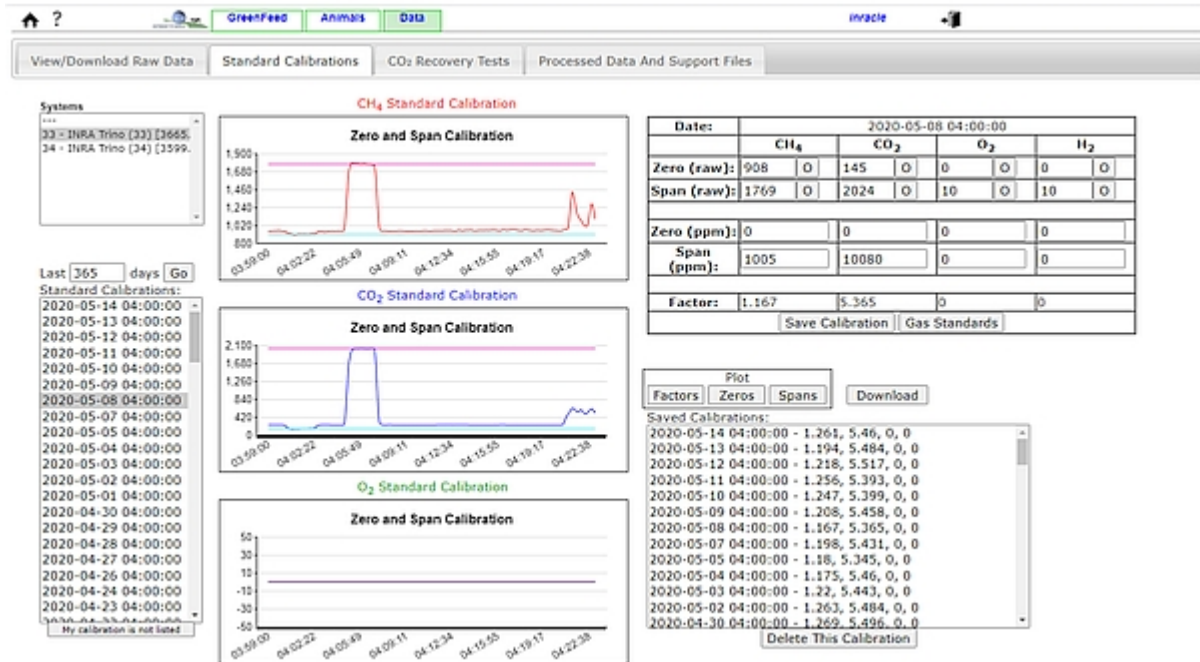 ?
GreenFeed
Animals
Data
inracle
View/Download Raw Data
Standard Calibrations
CO₂ Recovery Tests
Processed Data And Support Files
Systems
---
33 - INRA Trino (33) [3665.
34 - INRA Trino (34) [3599.
Last 365 days Go
Standard Calibrations:
2020-05-14 04:00:00
2020-05-13 04:00:00
2020-05-12 04:00:00
2020-05-11 04:00:00
2020-05-10 04:00:00
2020-05-09 04:00:00
2020-05-08 04:00:00
2020-05-07 04:00:00
2020-05-05 04:00:00
2020-05-04 04:00:00
2020-05-03 04:00:00
2020-05-02 04:00:00
2020-05-01 04:00:00
2020-04-30 04:00:00
2020-04-29 04:00:00
2020-04-28 04:00:00
2020-04-27 04:00:00
2020-04-26 04:00:00
2020-04-24 04:00:00
2020-04-23 04:00:00
My calibration is not listed
CH₄ Standard Calibration
Zero and Span Calibration
1,900
1,680
1,460
1,240
1,020
800
03:59:00 04:02:22 04:05:49 04:09:11 04:12:34 04:15:55 04:19:17 04:22:38
CO₂ Standard Calibration
Zero and Span Calibration
2,100
1,680
1,260
840
420
0
03:59:00 04:02:22 04:05:49 04:09:11 04:12:34 04:15:55 04:19:17 04:22:38
O₂ Standard Calibration
Zero and Span Calibration
50
30
10
-10
-30
-50
03:59:00 04:02:22 04:05:49 04:09:11 04:12:34 04:15:55 04:19:17 04:22:38
Date: 2020-05-08 04:00:00
CH₄ CO₂ O₂ H₂
Zero (raw): 908 O 145 O 0 O 0 O
Span (raw): 1769 O 2024 O 10 O 10 O
Zero (ppm): 0 0 0 0
Span (ppm): 1005 10080 0 0
Factor: 1.167 5.365 0 0
Save Calibration Gas Standards
Plot
Factors Zeros Spans Download
Saved Calibrations:
2020-05-14 04:00:00 - 1.261, 5.46, 0, 0
2020-05-13 04:00:00 - 1.194, 5.484, 0, 0
2020-05-12 04:00:00 - 1.218, 5.517, 0, 0
2020-05-11 04:00:00 - 1.256, 5.393, 0, 0
2020-05-10 04:00:00 - 1.247, 5.399, 0, 0
2020-05-09 04:00:00 - 1.208, 5.458, 0, 0
2020-05-08 04:00:00 - 1.167, 5.365, 0, 0
2020-05-07 04:00:00 - 1.198, 5.431, 0, 0
2020-05-05 04:00:00 - 1.18, 5.345, 0, 0
2020-05-04 04:00:00 - 1.175, 5.46, 0, 0
2020-05-03 04:00:00 - 1.22, 5.443, 0, 0
2020-05-02 04:00:00 - 1.263, 5.484, 0, 0
2020-04-30 04:00:00 - 1.269, 5.496, 0, 0
Delete This Calibration